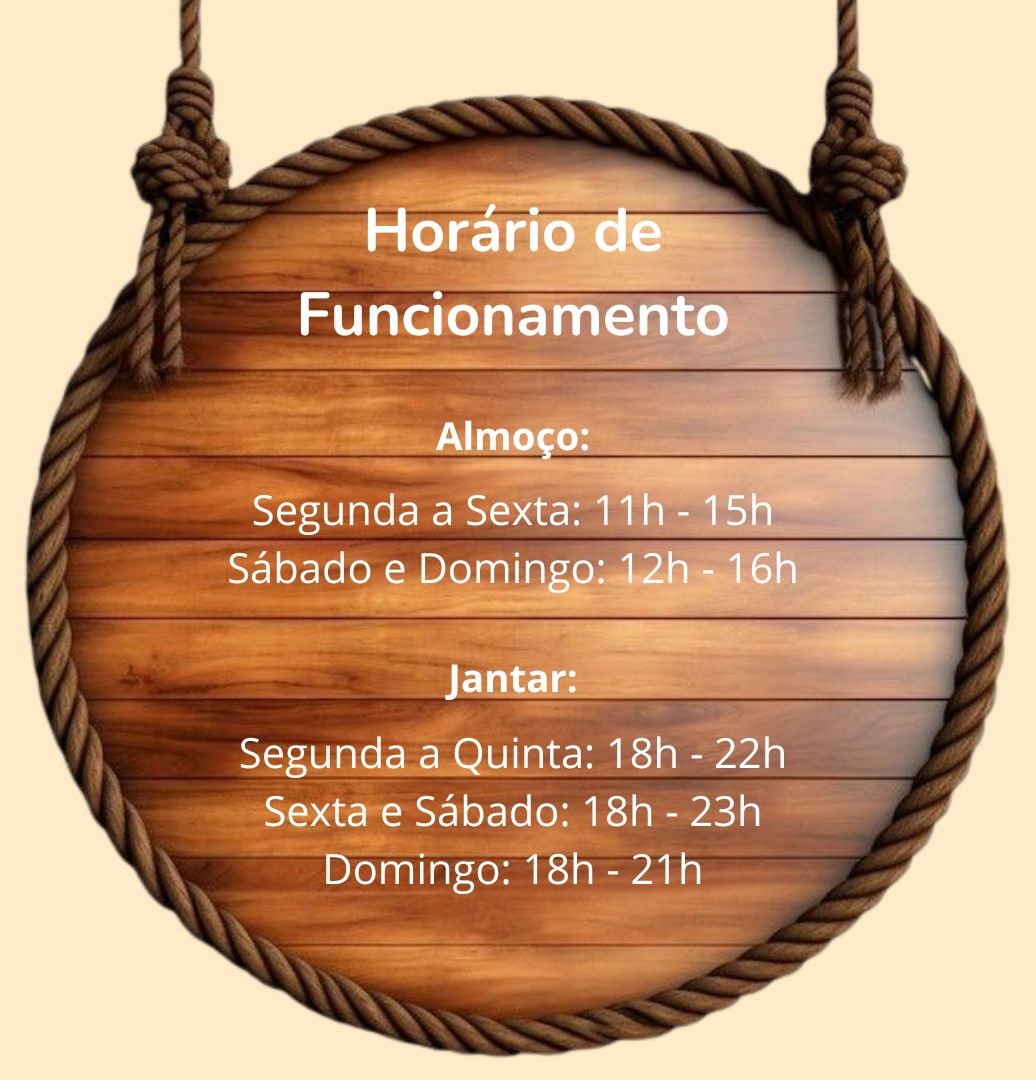 Horário de
Funcionamento
Almoço:
Segunda a Sexta: 11h - 15h
Sábado e Domingo: 12h - 16h
Jantar:
Segunda a Quinta: 18h - 22h
Sexta e Sábado: 18h - 23h
Domingo: 18h - 21h